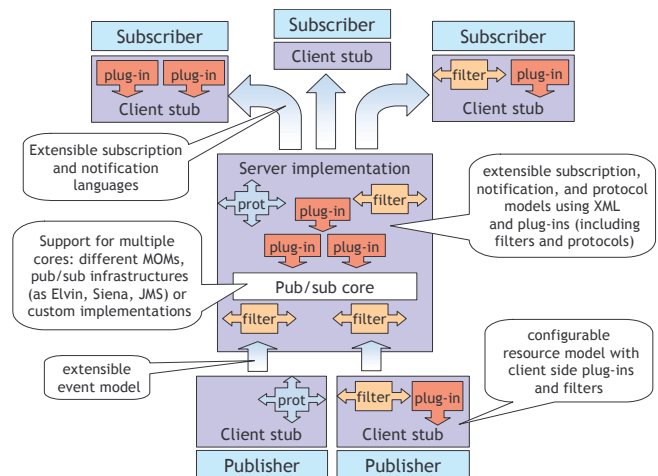 Subscriber
Subscriber
Subscriber
Client stub
plug-in
plug-in
filter
plug-in
Client stub
Client stub
Extensible subscription
and notification
languages
Server implementation
prot
filter
plug-in
plug-in
plug-in
extensible subscription,
notification, and protocol
models using XML
and plug-ins (including
filters and protocols)
Support for multiple
cores: different MOMs,
pub/sub infrastructures
(as Elvin, Siena, JMS) or
custom implementations
Pub/sub core
filter
filter
extensible
event model
configurable
resource model with
client side plug-ins
and filters
prot
filter
plug-in
Client stub
Client stub
Publisher
Publisher